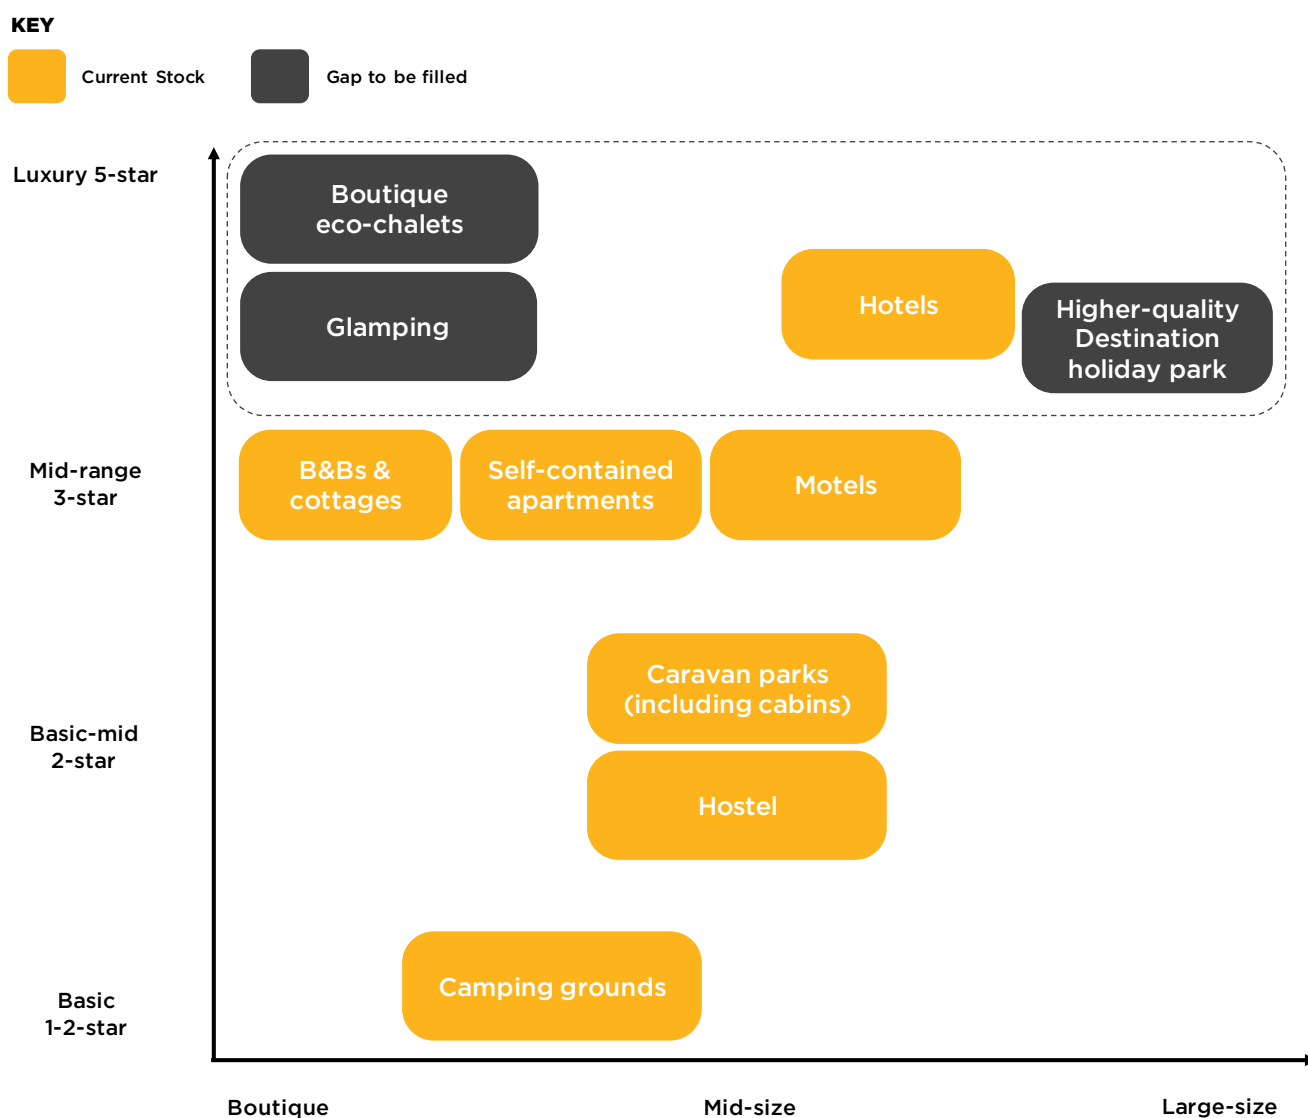 KEY
Current Stock
Gap to be filled
Luxury 5-star
Boutique
eco-chalets
Glamping
Hotels
Higher-quality
Destination
holiday park
Mid-range
3-star
B&Bs &
cottages
Self-contained
apartments
Motels
Basic-mid
2-star
Caravan parks
(including cabins)
Hostel
Basic
1-2-star
Camping grounds
Boutique
Mid-size
Large-size